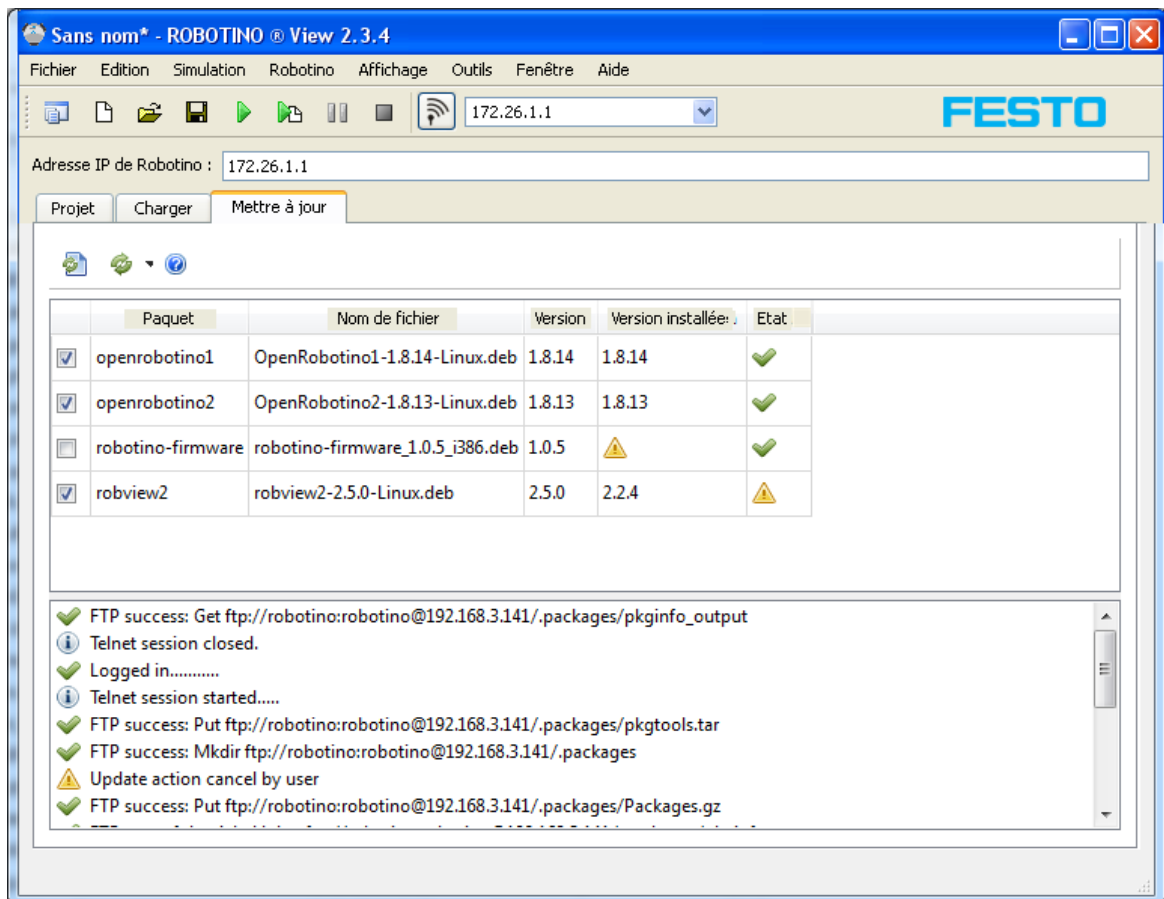 Sans nom* - ROBOTINO ® View 2.3.4
Fichier Edition Simulation Robotino Affichage Outils Fenêtre Aide
172.26.1.1 FESTO
Adresse IP de Robotino : 172.26.1.1
Projet Charger Mettre à jour
Paquet Nom de fichier Version Version installée Etat
openrobotino1 OpenRobotino1-1.8.14-Linux.deb 1.8.14 1.8.14
openrobotino2 OpenRobotino2-1.8.13-Linux.deb 1.8.13 1.8.13
robotino-firmware robotino-firmware_1.0.5_i386.deb 1.0.5
robview2 robview2-2.5.0-Linux.deb 2.5.0 2.2.4
FTP success: Get ftp://robotino:robotino@192.168.3.141/.packages/pkginfo_output
Telnet session closed.
Logged in...........
Telnet session started.....
FTP success: Put ftp://robotino:robotino@192.168.3.141/.packages/pkgtools.tar
FTP success: Mkdir ftp://robotino:robotino@192.168.3.141/.packages
Update action cancel by user
FTP success: Put ftp://robotino:robotino@192.168.3.141/.packages/Packages.gz